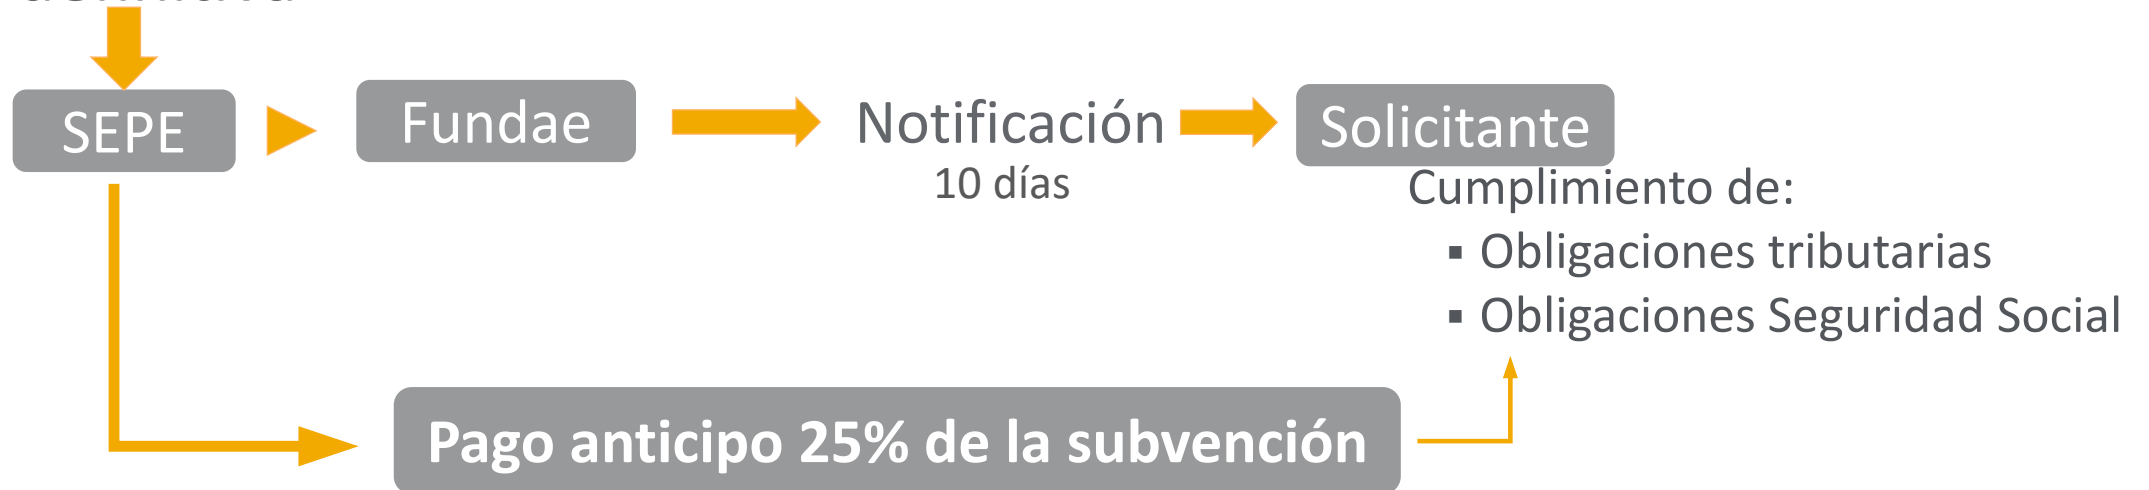 SEPE
Fundae
Notificación
10 días
Solicitante
Cumplimiento de:
▪ Obligaciones tributarias
▪ Obligaciones Seguridad Social
Pago anticipo 25% de la subvención